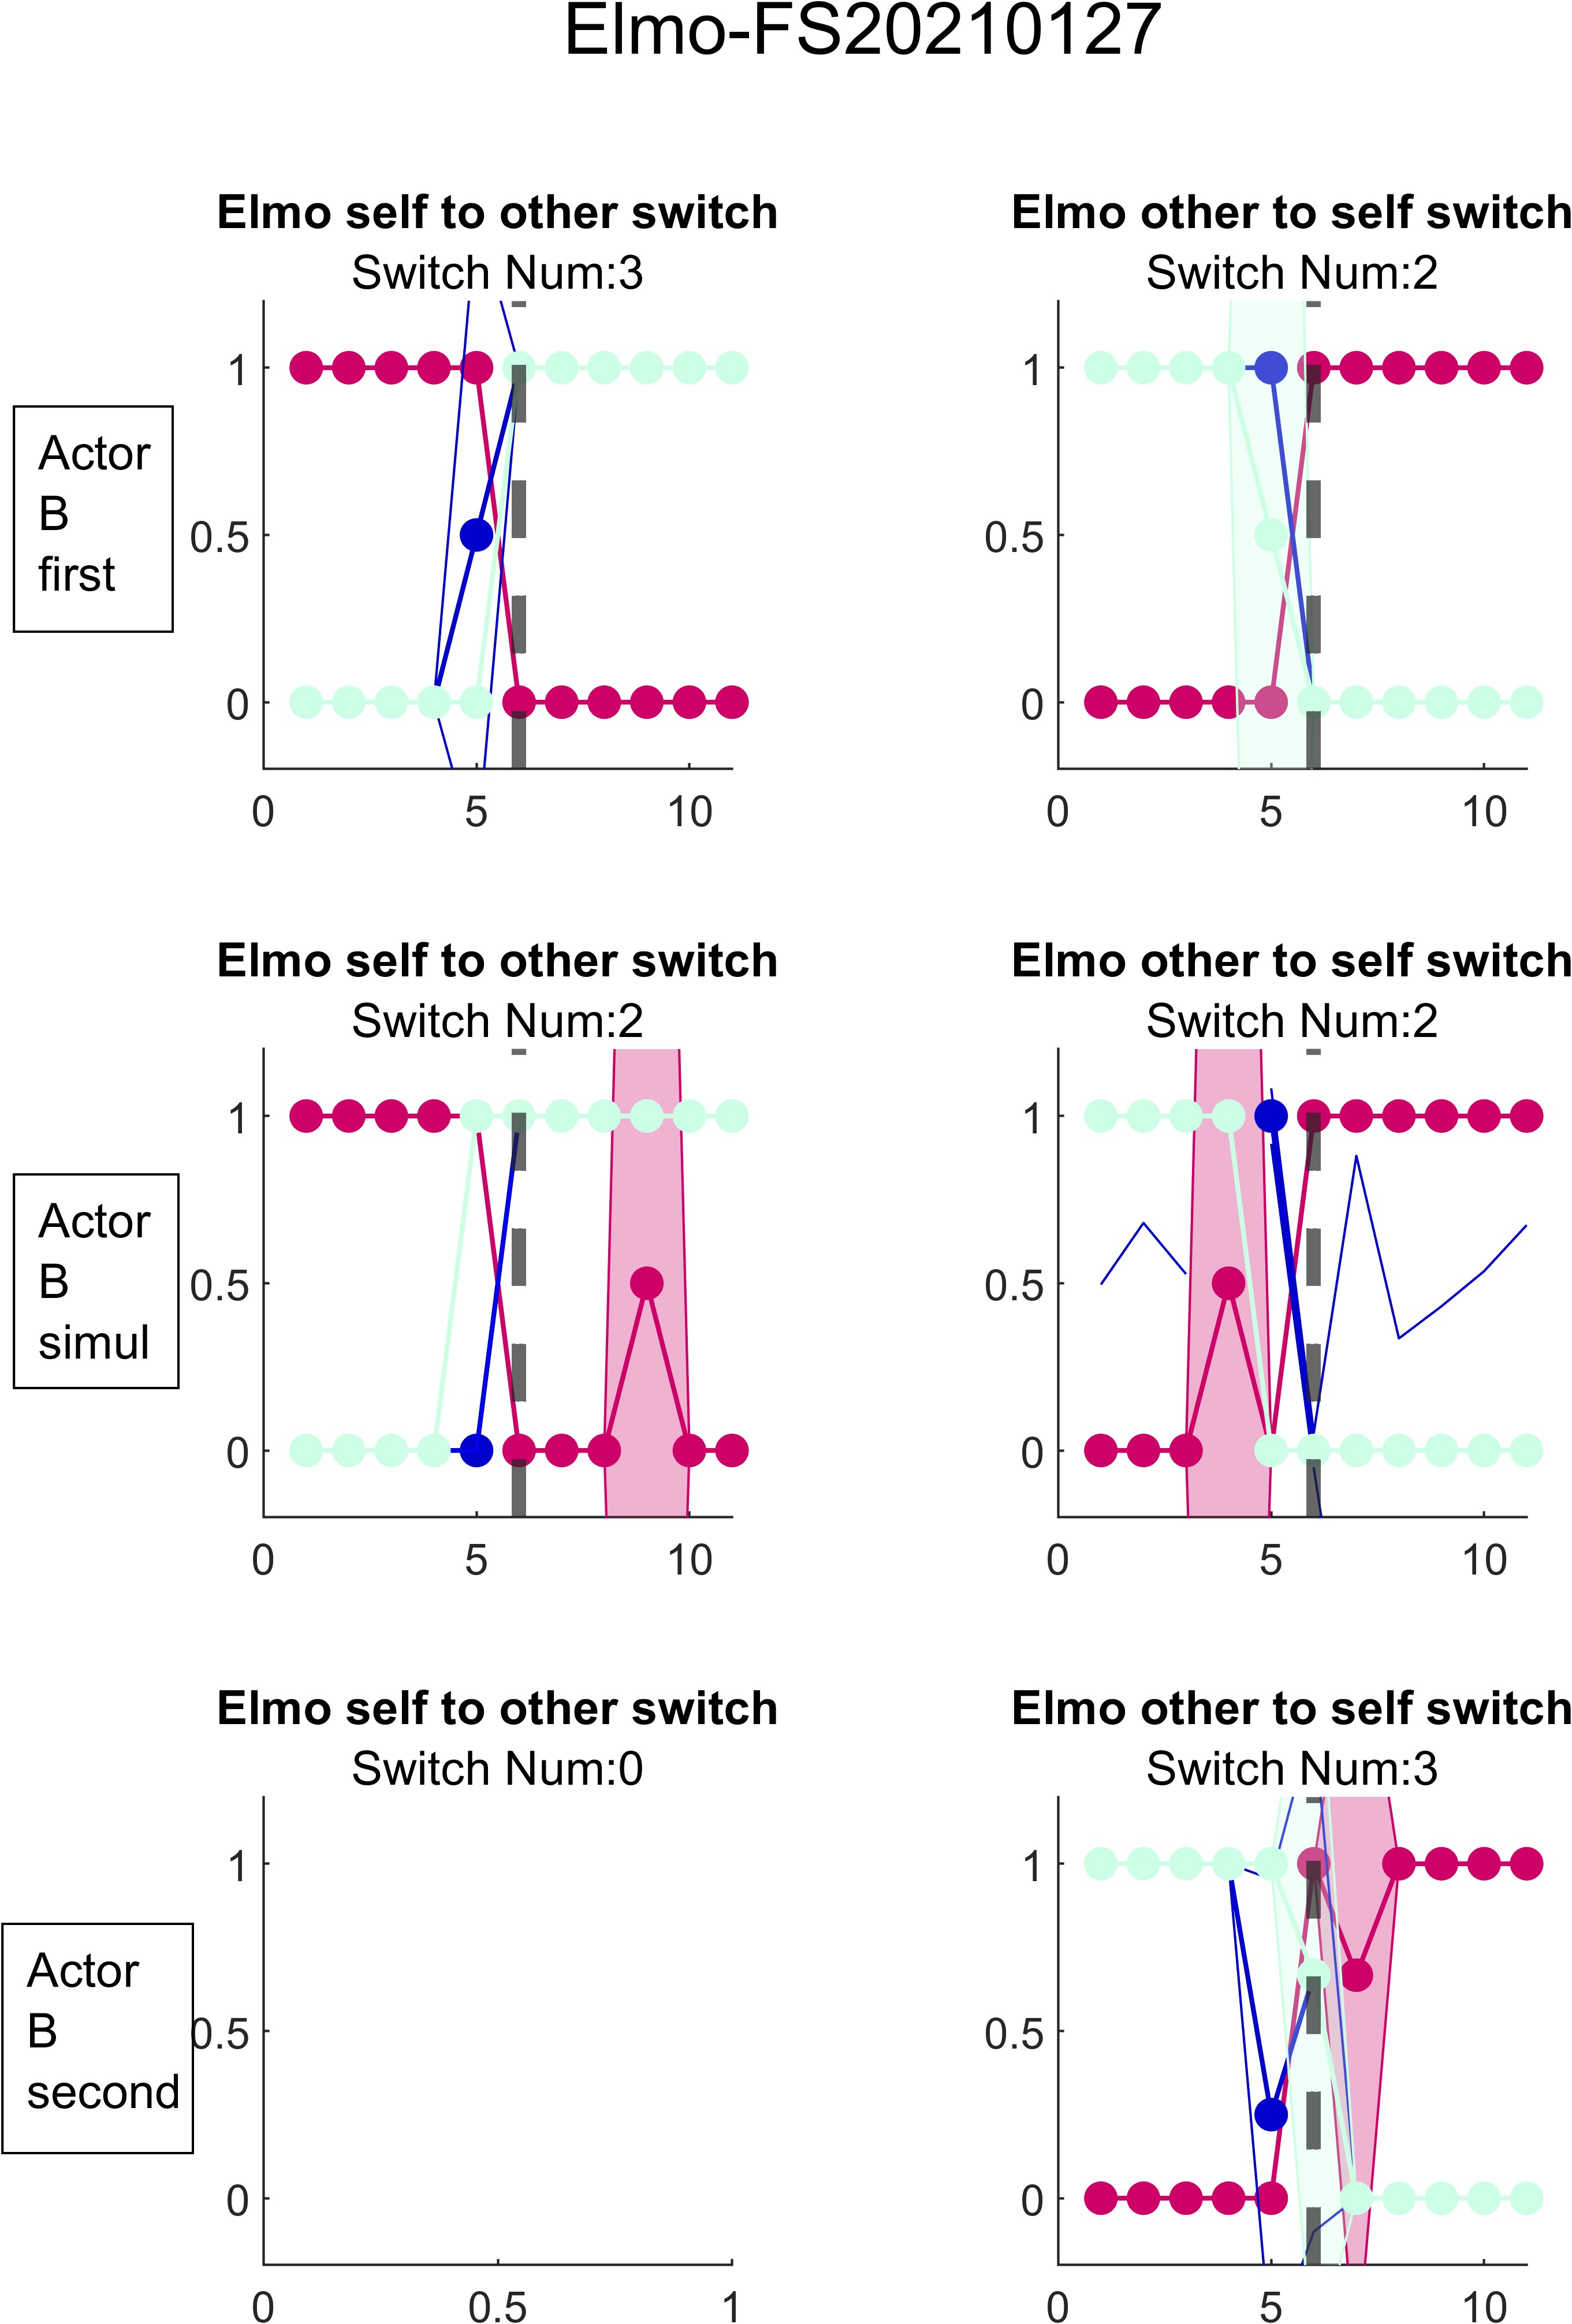 Elmo-FS20210127
Elmo self to other switch
Switch Num:3
1
0.5
0
0
5
10
Actor
B
first
Elmo other to self switch
Switch Num:2
1
0.5
0
0
5
10
Elmo self to other switch
Switch Num:2
1
0.5
0
0
5
10
Actor
B
simul
Elmo other to self switch
Switch Num:2
1
0.5
0
0
5
10
Elmo self to other switch
Switch Num:0
1
0.5
0
0
0.5
1
Actor
B
second
Elmo other to self switch
Switch Num:3
1
0.5
0
0
5
10